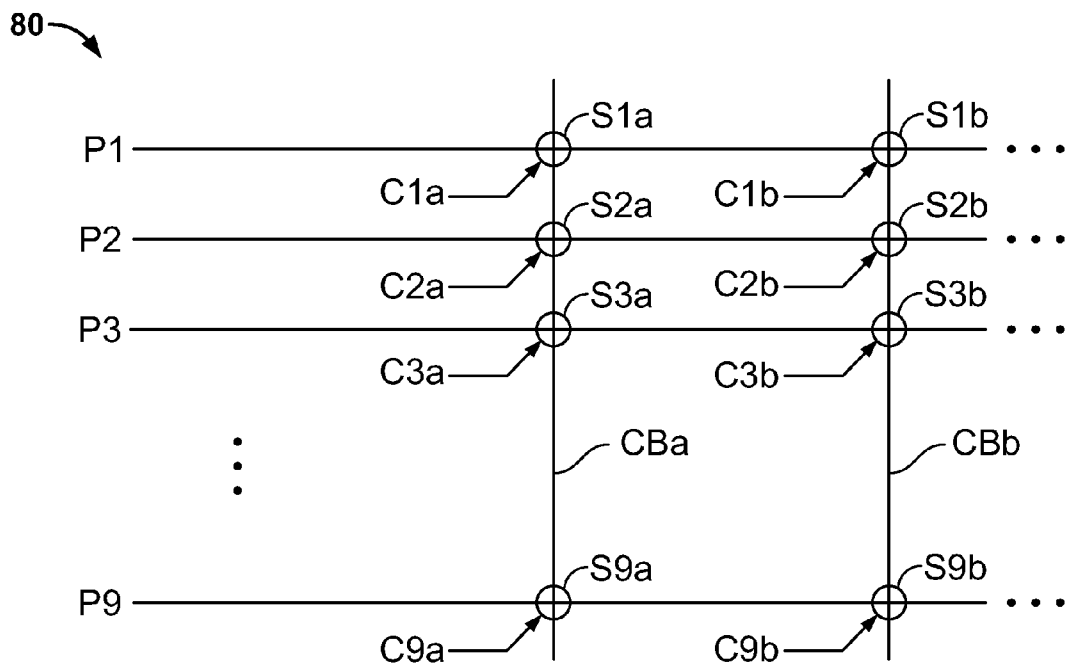 80
S1a S1b
P1
C1a C1b
S2a S2b
P2
C2a C2b
S3a S3b
P3
C3a C3b
CBa CBb
S9a S9b
P9
C9a C9b